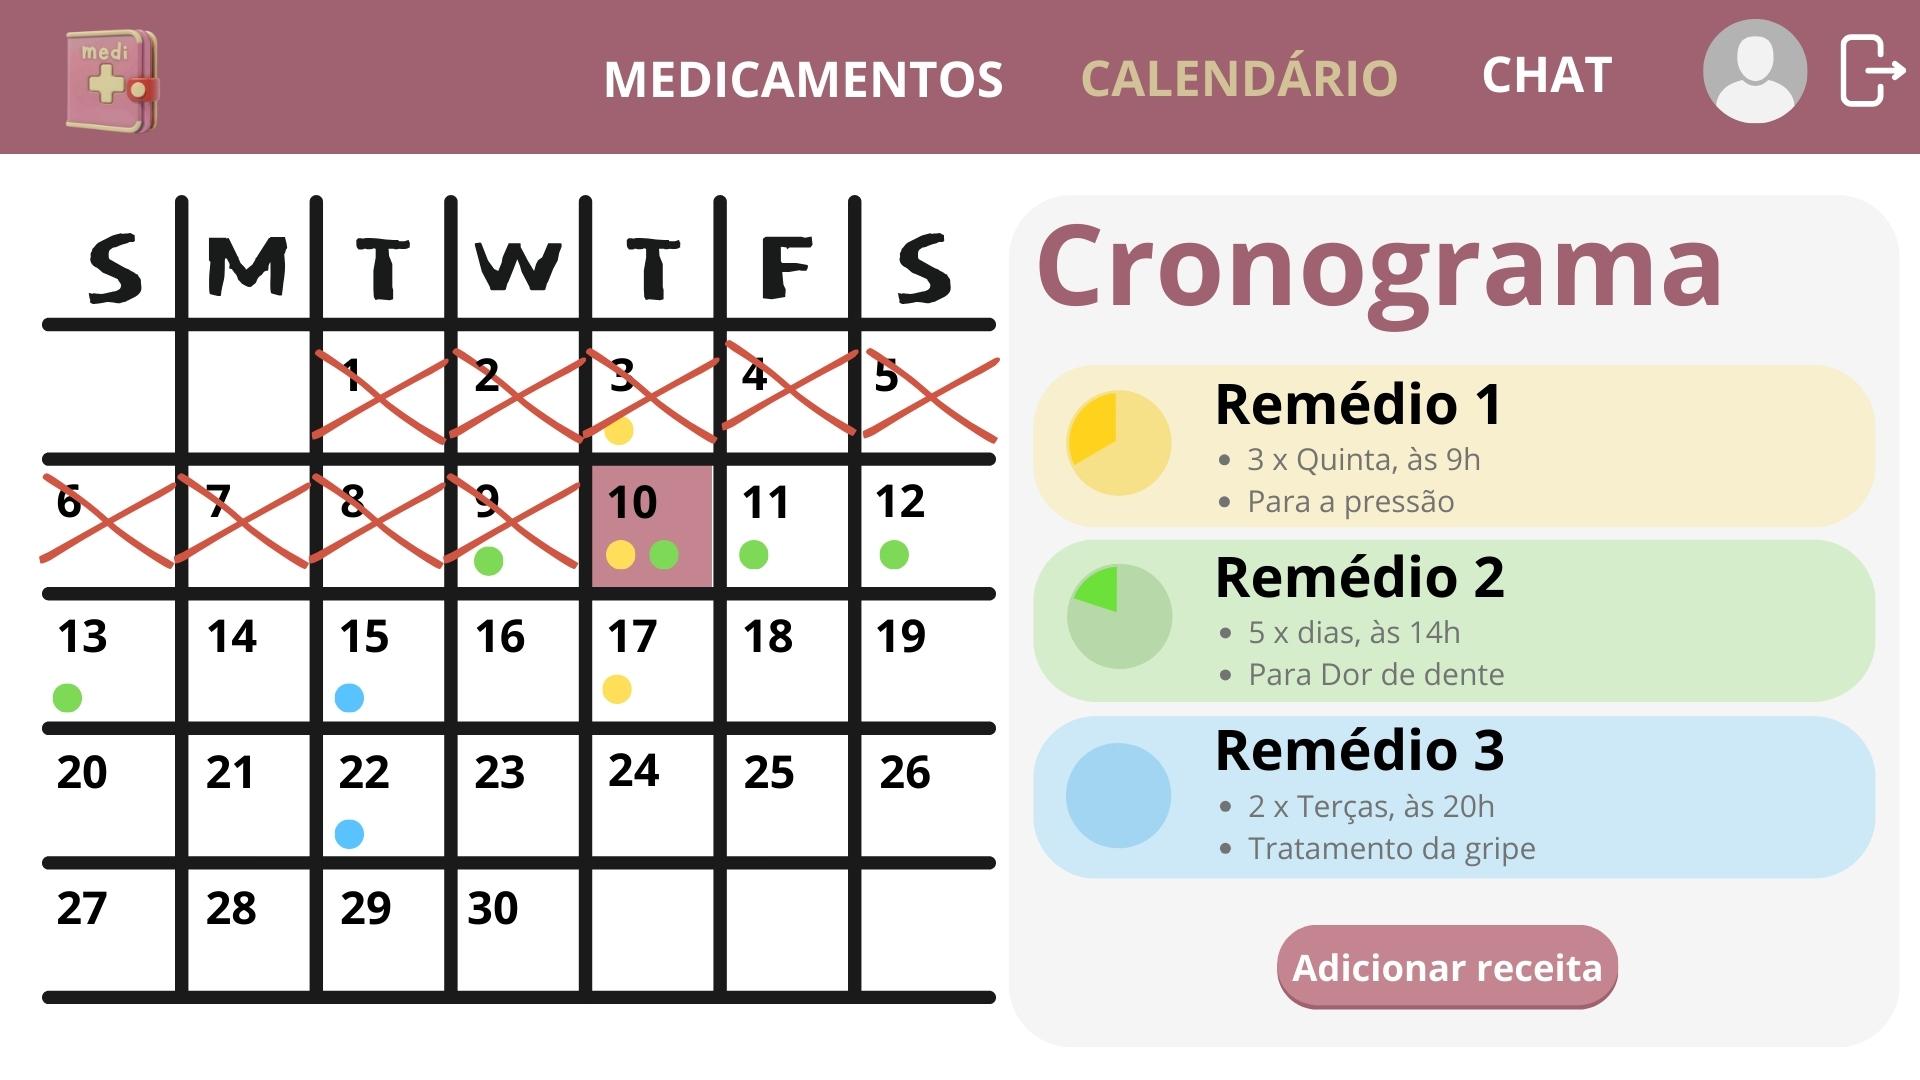 medi
MEDICAMENTOS CALENDÁRIO CHAT
S M T W T F S
1 2 3 4 5
6 7 8 9 10 11 12
13 14 15 16 17 18 19
20 21 22 23 24 25 26
27 28 29 30
Cronograma
Remédio 1
• 3 x Quinta, às 9h
• Para a pressão
Remédio 2
• 5 x dias, às 14h
• Para Dor de dente
Remédio 3
• 2 x Terças, às 20h
• Tratamento da gripe
Adicionar receita